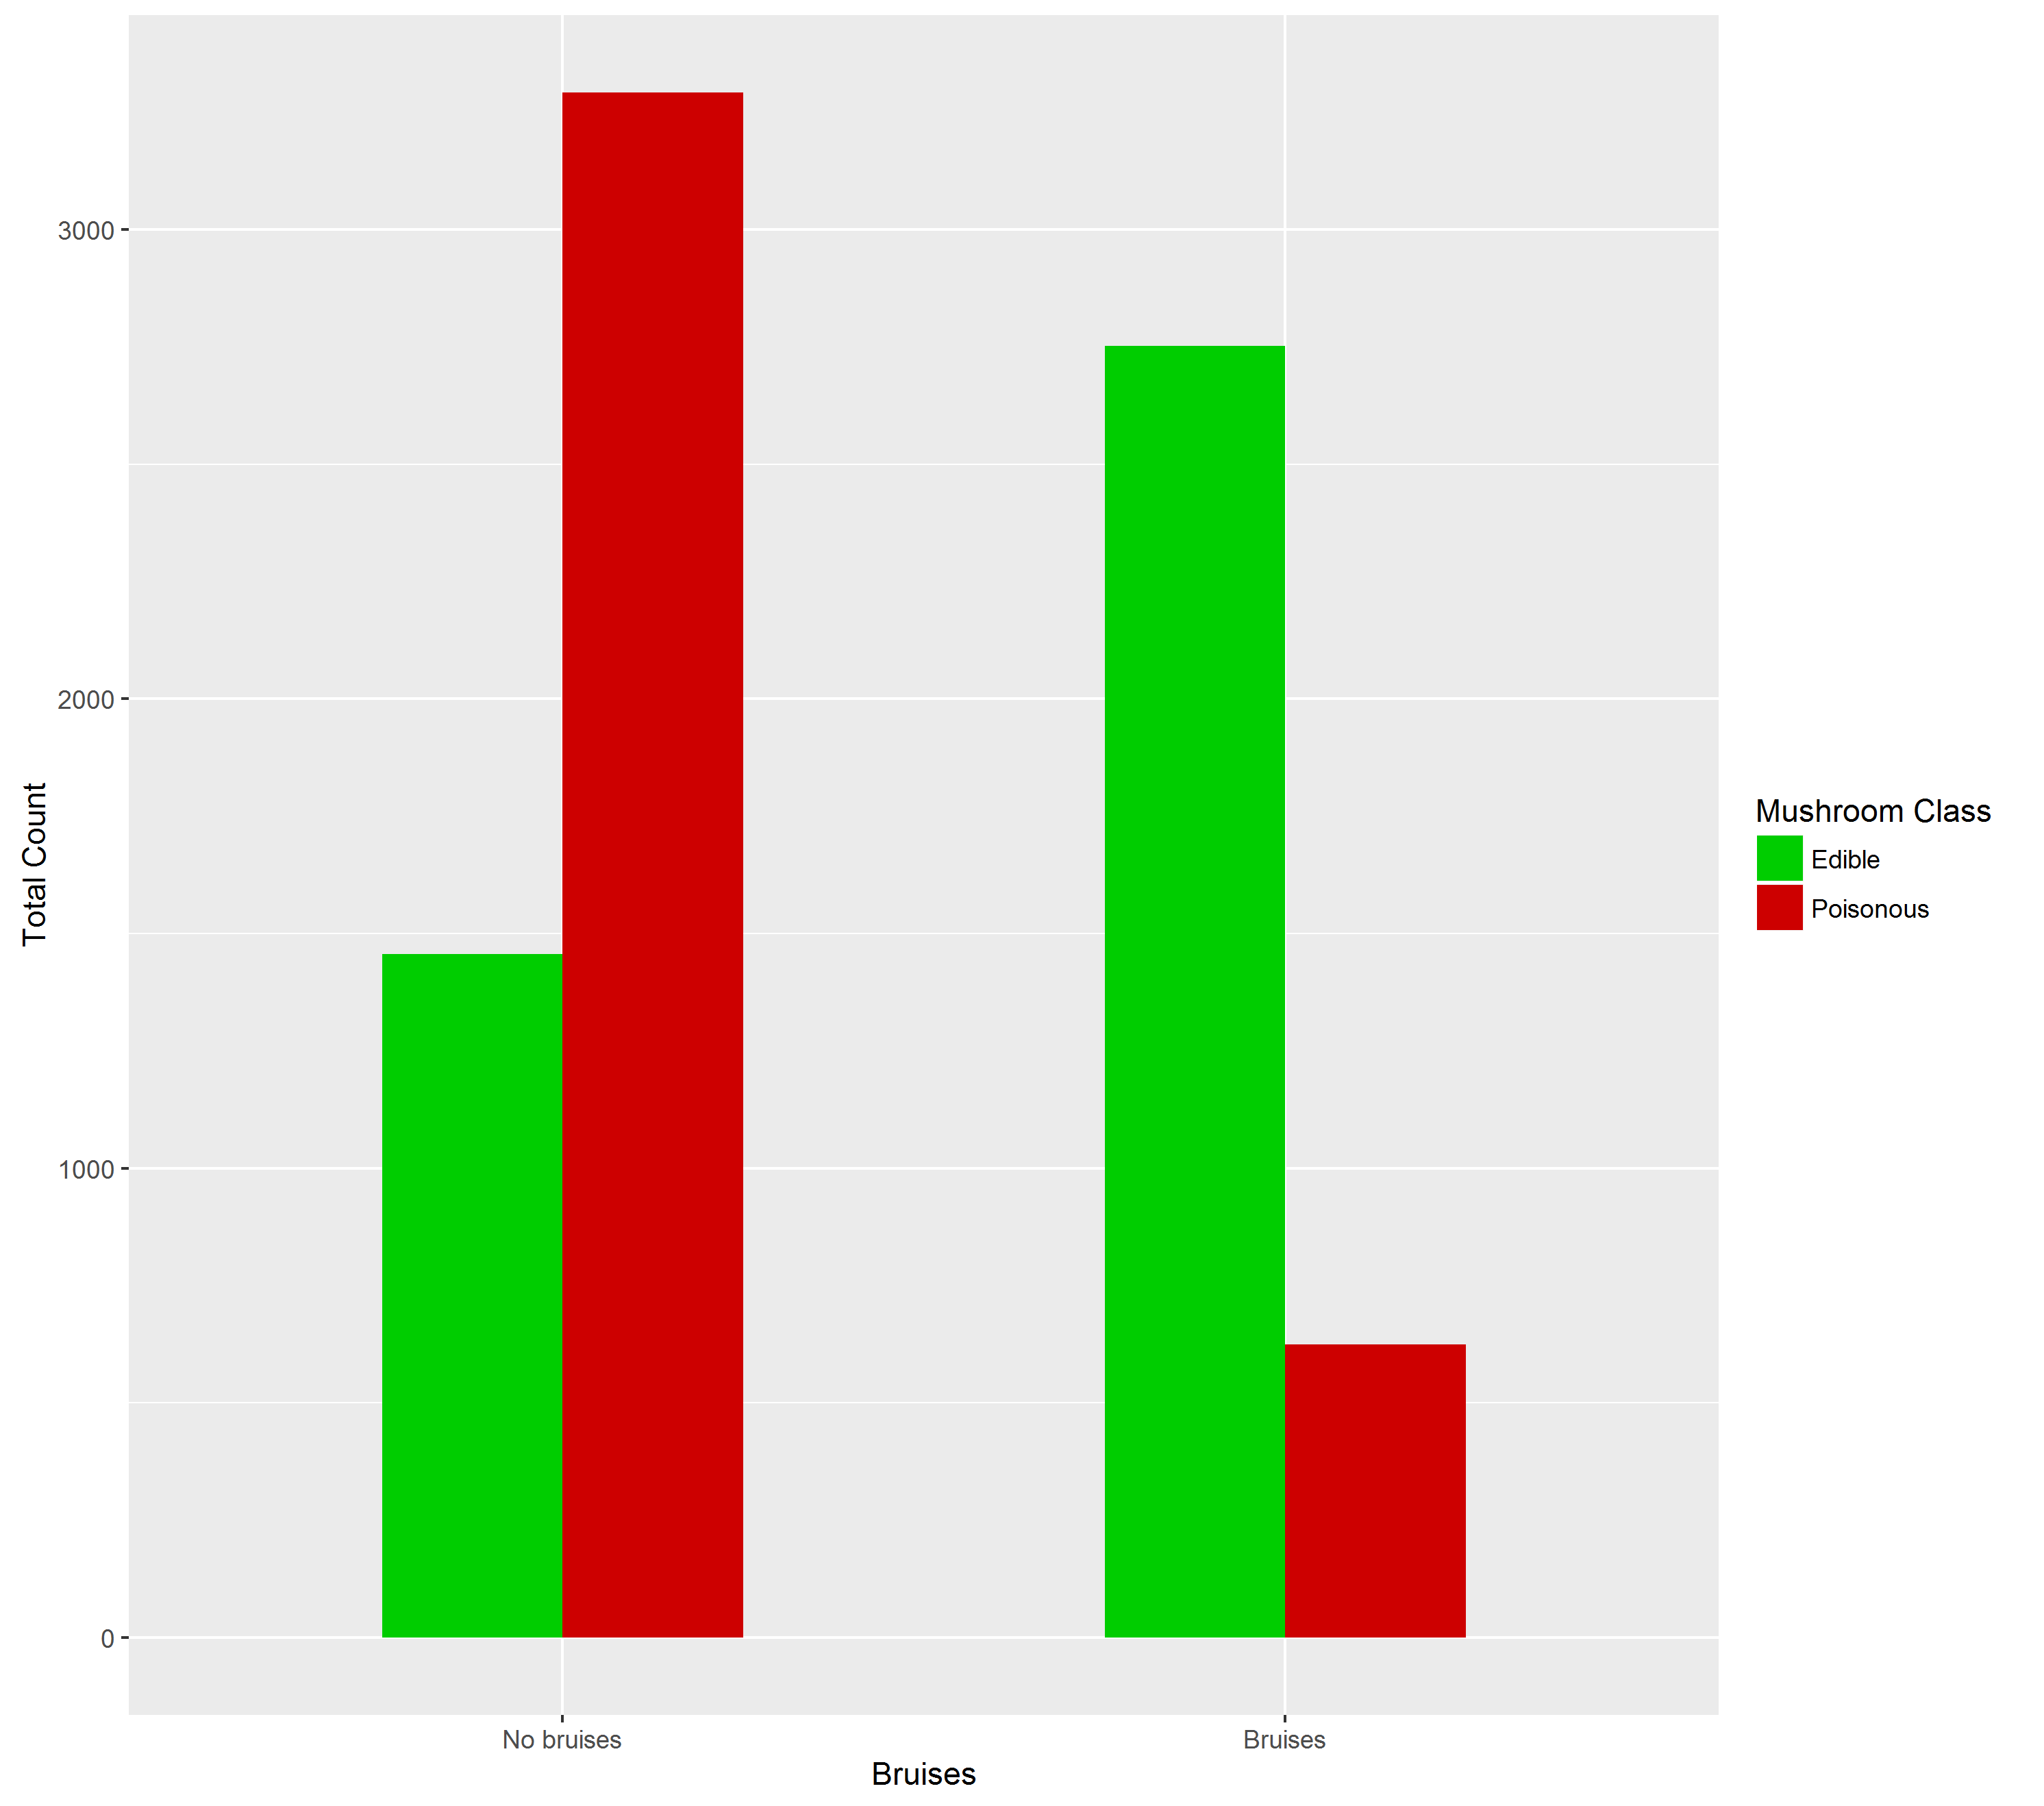 3000
2000
1000
0
Total Count
No bruises
Bruises
Bruises
Mushroom Class
Edible
Poisonous